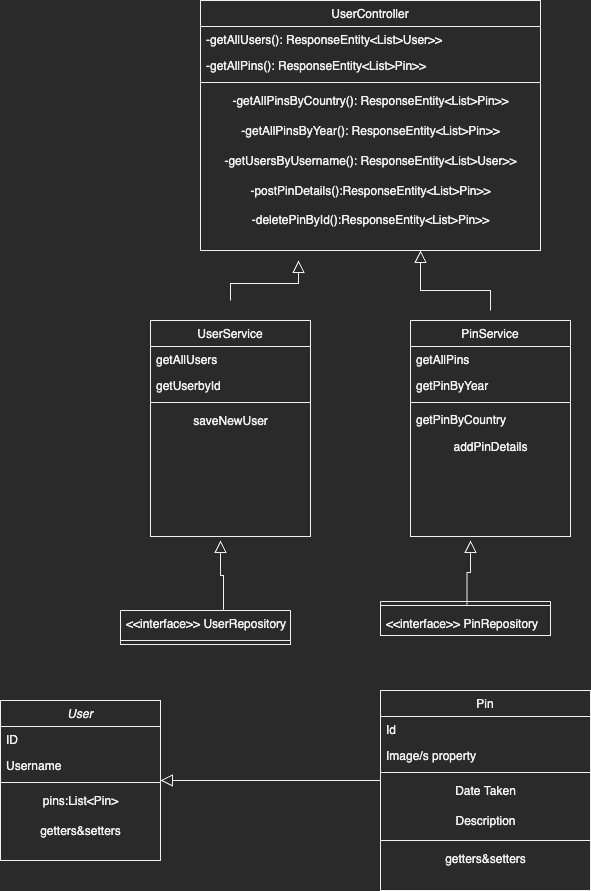 UserController
-getAllUsers(): ResponseEntity<List>User>>
-getAllPins(): ResponseEntity<List>Pin>>
-getAllPinsByCountry(): ResponseEntity<List>Pin>>
-getAllPinsByYear(): ResponseEntity<List>Pin>>
-getUsersByUsername(): ResponseEntity<List>User>>
-postPinDetails():ResponseEntity<List>Pin>>
-deletePinById():ResponseEntity<List>Pin>>
UserService
getAllUsers
getUserbyId
saveNewUser
PinService
getAllPins
getPinByYear
getPinByCountry
addPinDetails
<<interface>> UserRepository
<<interface>> PinRepository
User
ID
Username
pins:List<Pin>
getters&setters
Pin
Id
Image/s property
Date Taken
Description
getters&setters